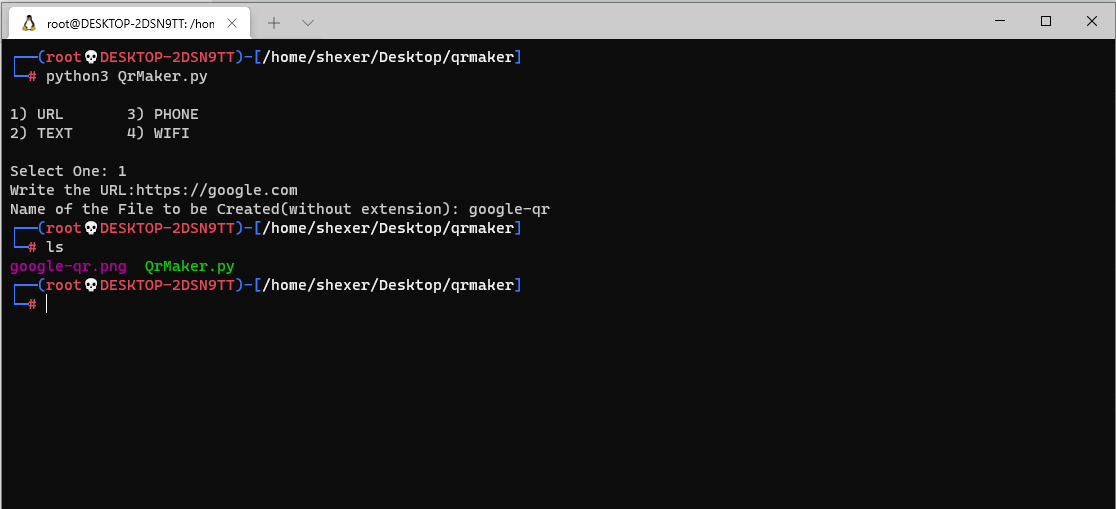 root@DESKTOP-2DSN9TT: /hom
┌──(root💀DESKTOP-2DSN9TT)-[/home/shexer/Desktop/qrmaker]
└─# python3 QrMaker.py
1) URL       3) PHONE
2) TEXT      4) WIFI
Select One: 1
Write the URL:https://google.com
Name of the File to be Created(without extension): google-qr
┌──(root💀DESKTOP-2DSN9TT)-[/home/shexer/Desktop/qrmaker]
└─# ls
google-qr.png  QrMaker.py
┌──(root💀DESKTOP-2DSN9TT)-[/home/shexer/Desktop/qrmaker]
└─#